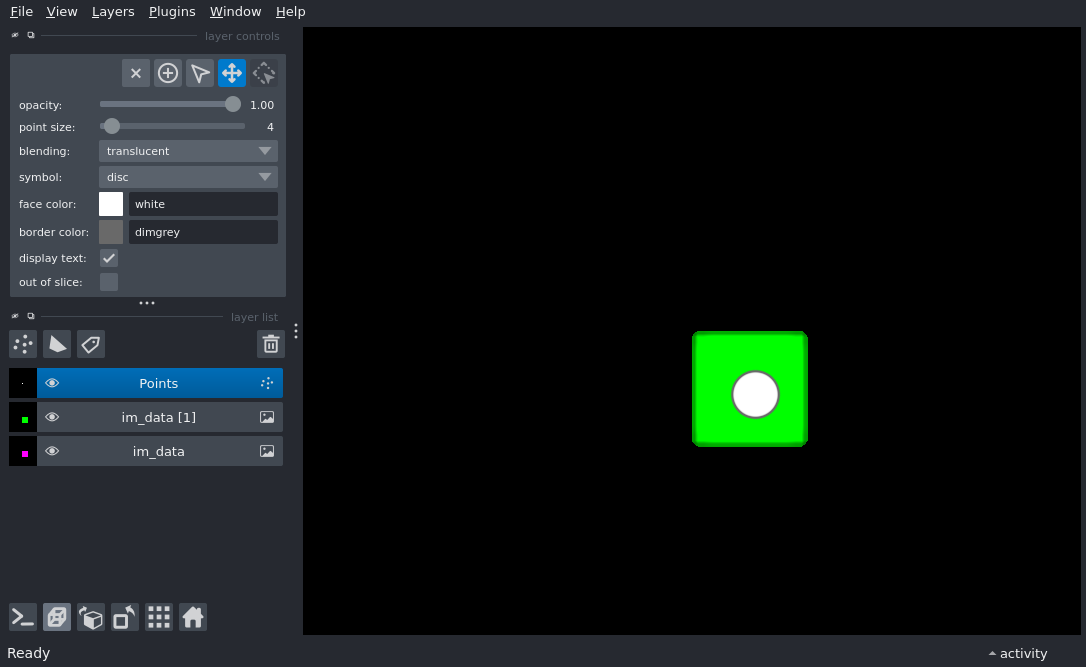 File View Layers Plugins Window Help
layer controls
opacity: 1.00
point size: 4
blending: translucent
symbol: disc
face color: white
border color: dimgrey
display text:
out of slice:
layer list
Points
im_data [1]
im_data
Ready
activity